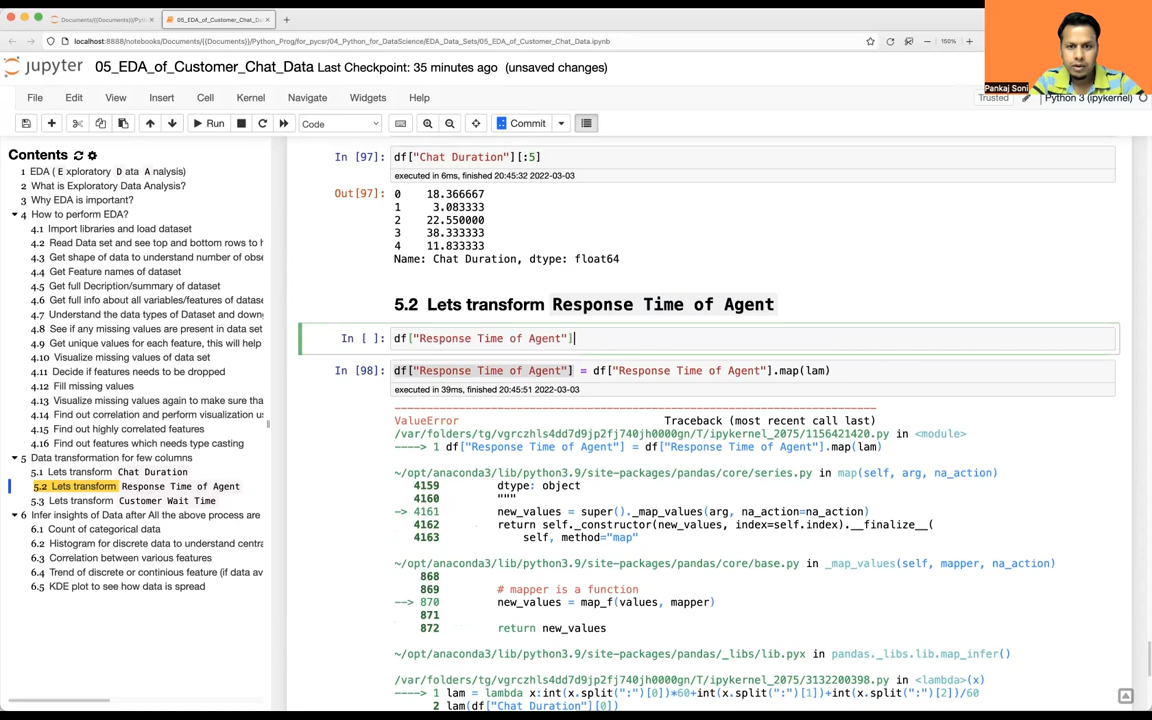 Documents/{{Documents}}/Pyth
05_EDA_of_Customer_Chat_Da
localhost:8888/notebooks/Documents/{{Documents}}/Python_Prog/for_pycsr/04_Python_for_DataScience/EDA_Data_Sets/05_EDA_of_Customer_Chat_Data.ipynb
150%
jupyter 05_EDA_of_Customer_Chat_Data Last Checkpoint: 35 minutes ago (unsaved changes)
Pankaj Soni
File Edit View Insert Cell Kernel Navigate Widgets Help
Trusted Python 3 (ipykernel)
Run Code Commit
Contents
1 EDA ( E xploratory D ata A nalysis)
2 What is Exploratory Data Analysis?
3 Why EDA is important?
4 How to perform EDA?
4.1 Import libraries and load dataset
4.2 Read Data set and see top and bottom rows to h
4.3 Get shape of data to understand number of obse
4.4 Get Feature names of dataset
4.5 Get full Decription/summary of dataset
4.6 Get full info about all variables/features of datase
4.7 Understand the data types of Dataset and down
4.8 See if any missing values are present in data set
4.9 Get unique values for each feature, this will help
4.10 Visualize missing values of data set
4.11 Decide if features needs to be dropped
4.12 Fill missing values
4.13 Visualize missing values again to make sure tha
4.14 Find out correlation and perform visualization u
4.15 Find out highly correlated features
4.16 Find out features which needs type casting
5 Data transformation for few columns
5.1 Lets transform Chat Duration
5.2 Lets transform Response Time of Agent
5.3 Lets transform Customer Wait Time
6 Infer insights of Data after All the above process are
6.1 Count of categorical data
6.2 Histogram for discrete data to understand centra
6.3 Correlation between various features
6.4 Trend of discrete or continious feature (if data av
6.5 KDE plot to see how data is spread
In [97]: df["Chat Duration"][:5]
executed in 6ms, finished 20:45:32 2022-03-03
Out[97]: 0 18.366667
1 3.083333
2 22.550000
3 38.333333
4 11.833333
Name: Chat Duration, dtype: float64
5.2 Lets transform Response Time of Agent
In [ ]: df["Response Time of Agent"]
In [98]: df["Response Time of Agent"] = df["Response Time of Agent"].map(lam)
executed in 39ms, finished 20:45:51 2022-03-03
ValueError Traceback (most recent call last)
/var/folders/tg/vgrczhls4dd7d9jp2fj740jh0000gn/T/ipykernel_2075/1156421420.py in <module>
----> 1 df["Response Time of Agent"] = df["Response Time of Agent"].map(lam)
~/opt/anaconda3/lib/python3.9/site-packages/pandas/core/series.py in map(self, arg, na_action)
4159 dtype: object
4160 """
-> 4161 new_values = super()._map_values(arg, na_action=na_action)
4162 return self._constructor(new_values, index=self.index).__finalize__(
4163 self, method="map"
~/opt/anaconda3/lib/python3.9/site-packages/pandas/core/base.py in _map_values(self, mapper, na_action)
868
869 # mapper is a function
--> 870 new_values = map_f(values, mapper)
871
872 return new_values
~/opt/anaconda3/lib/python3.9/site-packages/pandas/_libs/lib.pyx in pandas._libs.lib.map_infer()
/var/folders/tg/vgrczhls4dd7d9jp2fj740jh0000gn/T/ipykernel_2075/3132200398.py in <lambda>(x)
----> 1 lam = lambda x:int(x.split(":")[0])*60+int(x.split(":")[1])+int(x.split(":")[2])/60
2 lam(df["Chat Duration"][0])